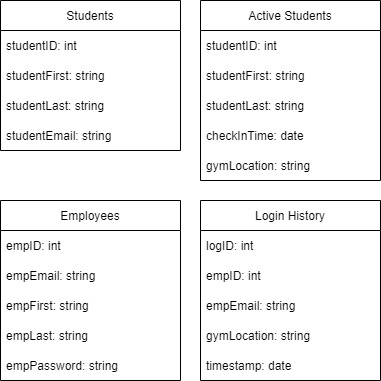 Students
studentID: int
studentFirst: string
studentLast: string
studentEmail: string
Active Students
studentID: int
studentFirst: string
studentLast: string
checkInTime: date
gymLocation: string
Employees
empID: int
empEmail: string
empFirst: string
empLast: string
empPassword: string
Login History
logID: int
empID: int
empEmail: string
gymLocation: string
timestamp: date